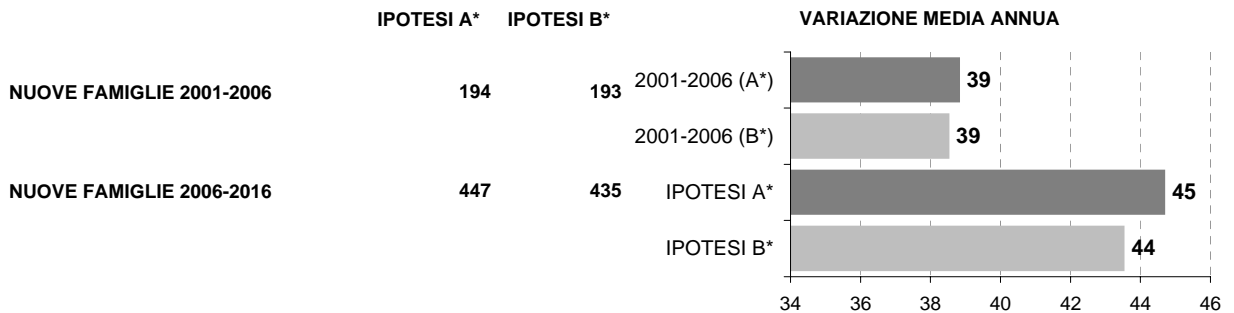 IPOTESI A* IPOTESI B* VARIAZIONE MEDIA ANNUA
NUOVE FAMIGLIE 2001-2006 194 193
NUOVE FAMIGLIE 2006-2016 447 435
2001-2006 (A*) 39
2001-2006 (B*) 39
IPOTESI A* 45
IPOTESI B* 44
34 36 38 40 42 44 46